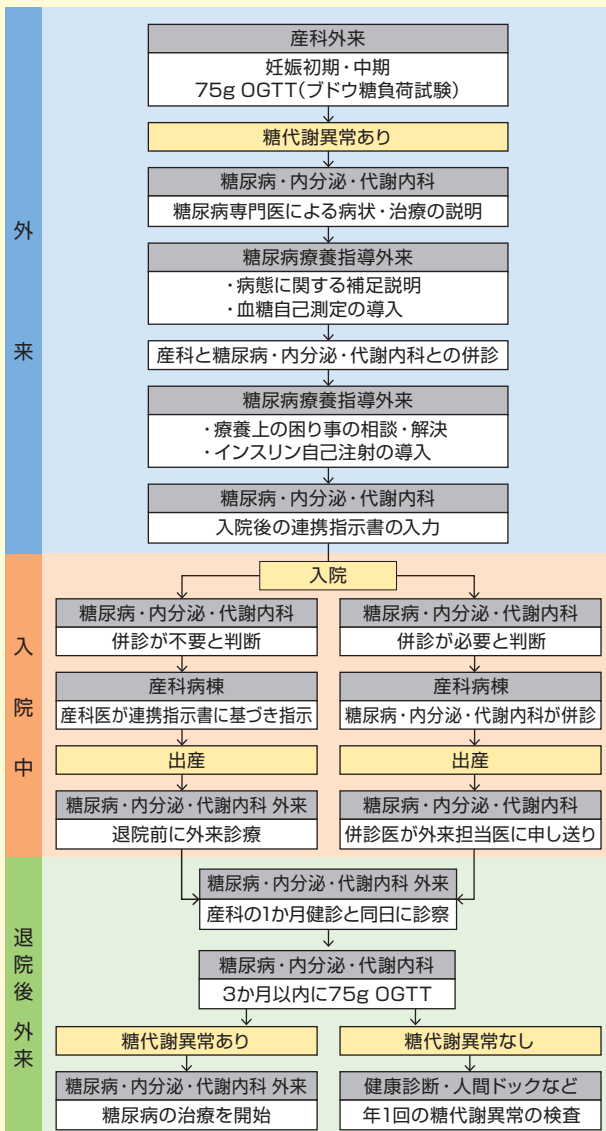 外来
産科外来
妊娠初期・中期
75g OGTT(ブドウ糖負荷試験)
糖代謝異常あり
糖尿病・内分泌・代謝内科
糖尿病専門医による病状・治療の説明
糖尿病療養指導外来
・病態に関する補足説明
・血糖自己測定の導入
産科と糖尿病・内分泌・代謝内科との併診
糖尿病療養指導外来
・療養上の困り事の相談・解決
・インスリン自己注射の導入
糖尿病・内分泌・代謝内科
入院後の連携指示書の入力
入院中
入院
糖尿病・内分泌・代謝内科
併診が不要と判断
産科病棟
産科医が連携指示書に基づき指示
出産
糖尿病・内分泌・代謝内科 外来
退院前に外来診療
糖尿病・内分泌・代謝内科
併診が必要と判断
産科病棟
糖尿病・内分泌・代謝内科が併診
出産
糖尿病・内分泌・代謝内科
併診医が外来担当医に申し送り
退院後外来
糖尿病・内分泌・代謝内科 外来
産科の1か月健診と同日に診察
糖尿病・内分泌・代謝内科
3か月以内に75g OGTT
糖代謝異常あり
糖尿病・内分泌・代謝内科 外来
糖尿病の治療を開始
糖代謝異常なし
健康診断・人間ドックなど
年1回の糖代謝異常の検査